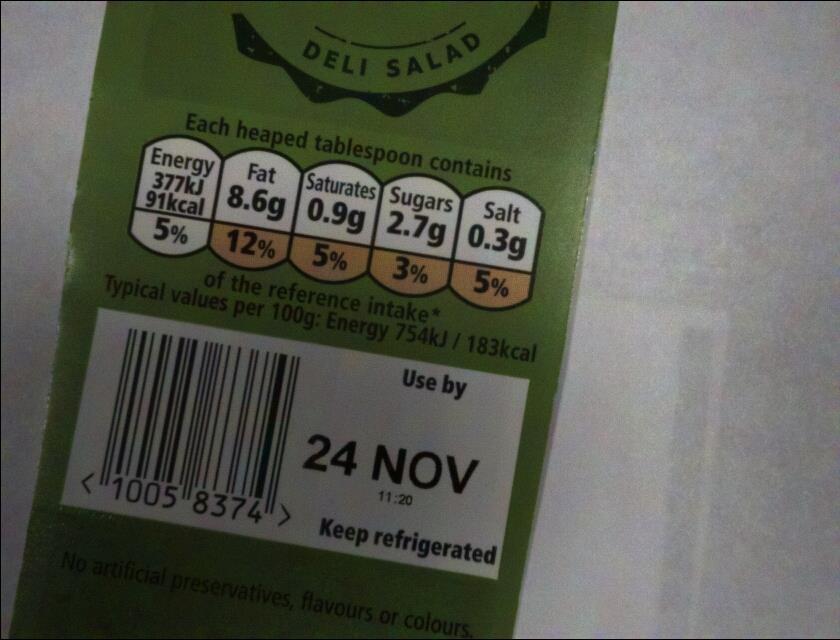 DELI SALAD
Each heaped tablespoon contains
Energy 377kJ 91kcal 5%
Fat 8.6g 12%
Saturates 0.9g 5%
Sugars 2.7g 3%
Salt 0.3g 5%
of the reference intake*
Typical values per 100g: Energy 754kJ / 183kcal
Use by
24 NOV
11:20
< 1005 8374 >
Keep refrigerated
No artificial preservatives, flavours or colours.